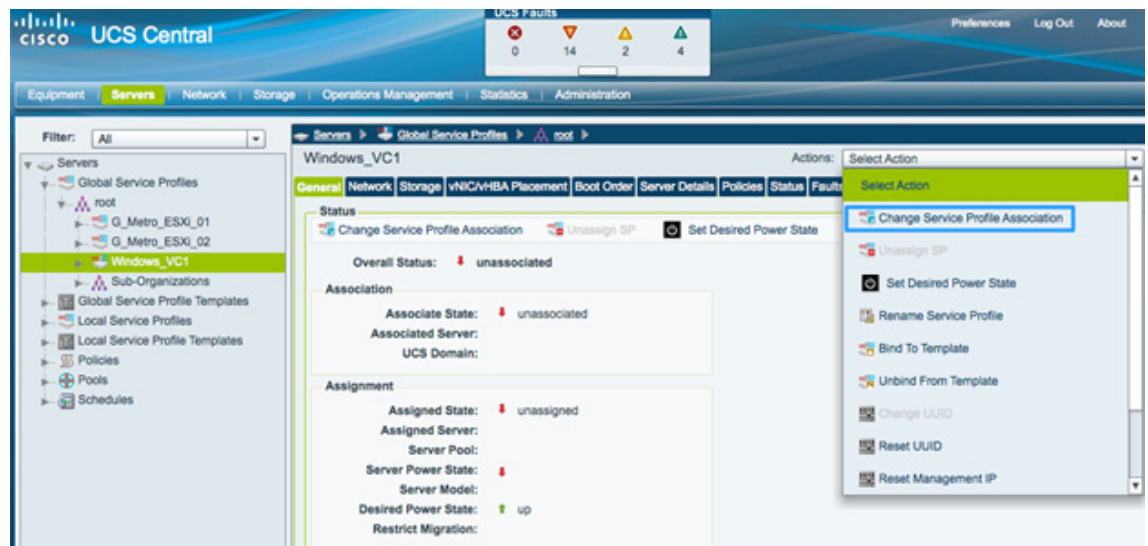 UCS Faults
CISCO UCS Central
0 14 2 4
Preferences Log Out About
Equipment Servers Network Storage Operations Management Statistics Administration
Filter: All
Servers
Global Service Profiles
root
G_Metro_ESXi_01
G_Metro_ESXi_02
Windows_VC1
Sub-Organizations
Global Service Profile Templates
Local Service Profiles
Local Service Profile Templates
Policies
Pools
Schedules
Servers Global Service Profiles root
Windows_VC1
Actions: Select Action
General Network Storage vNIC/vHBA Placement Boot Order Server Details Policies Status Faults
Status
Change Service Profile Association Unassign SP Set Desired Power State
Overall Status: unassociated
Association
Associate State: unassociated
Associated Server:
UCS Domain:
Assignment
Assigned State: unassigned
Assigned Server:
Server Pool:
Server Power State:
Server Model:
Desired Power State: up
Restrict Migration:
Select Action
Change Service Profile Association
Unassign SP
Set Desired Power State
Rename Service Profile
Bind To Template
Unbind From Template
Change UUID
Reset UUID
Reset Management IP